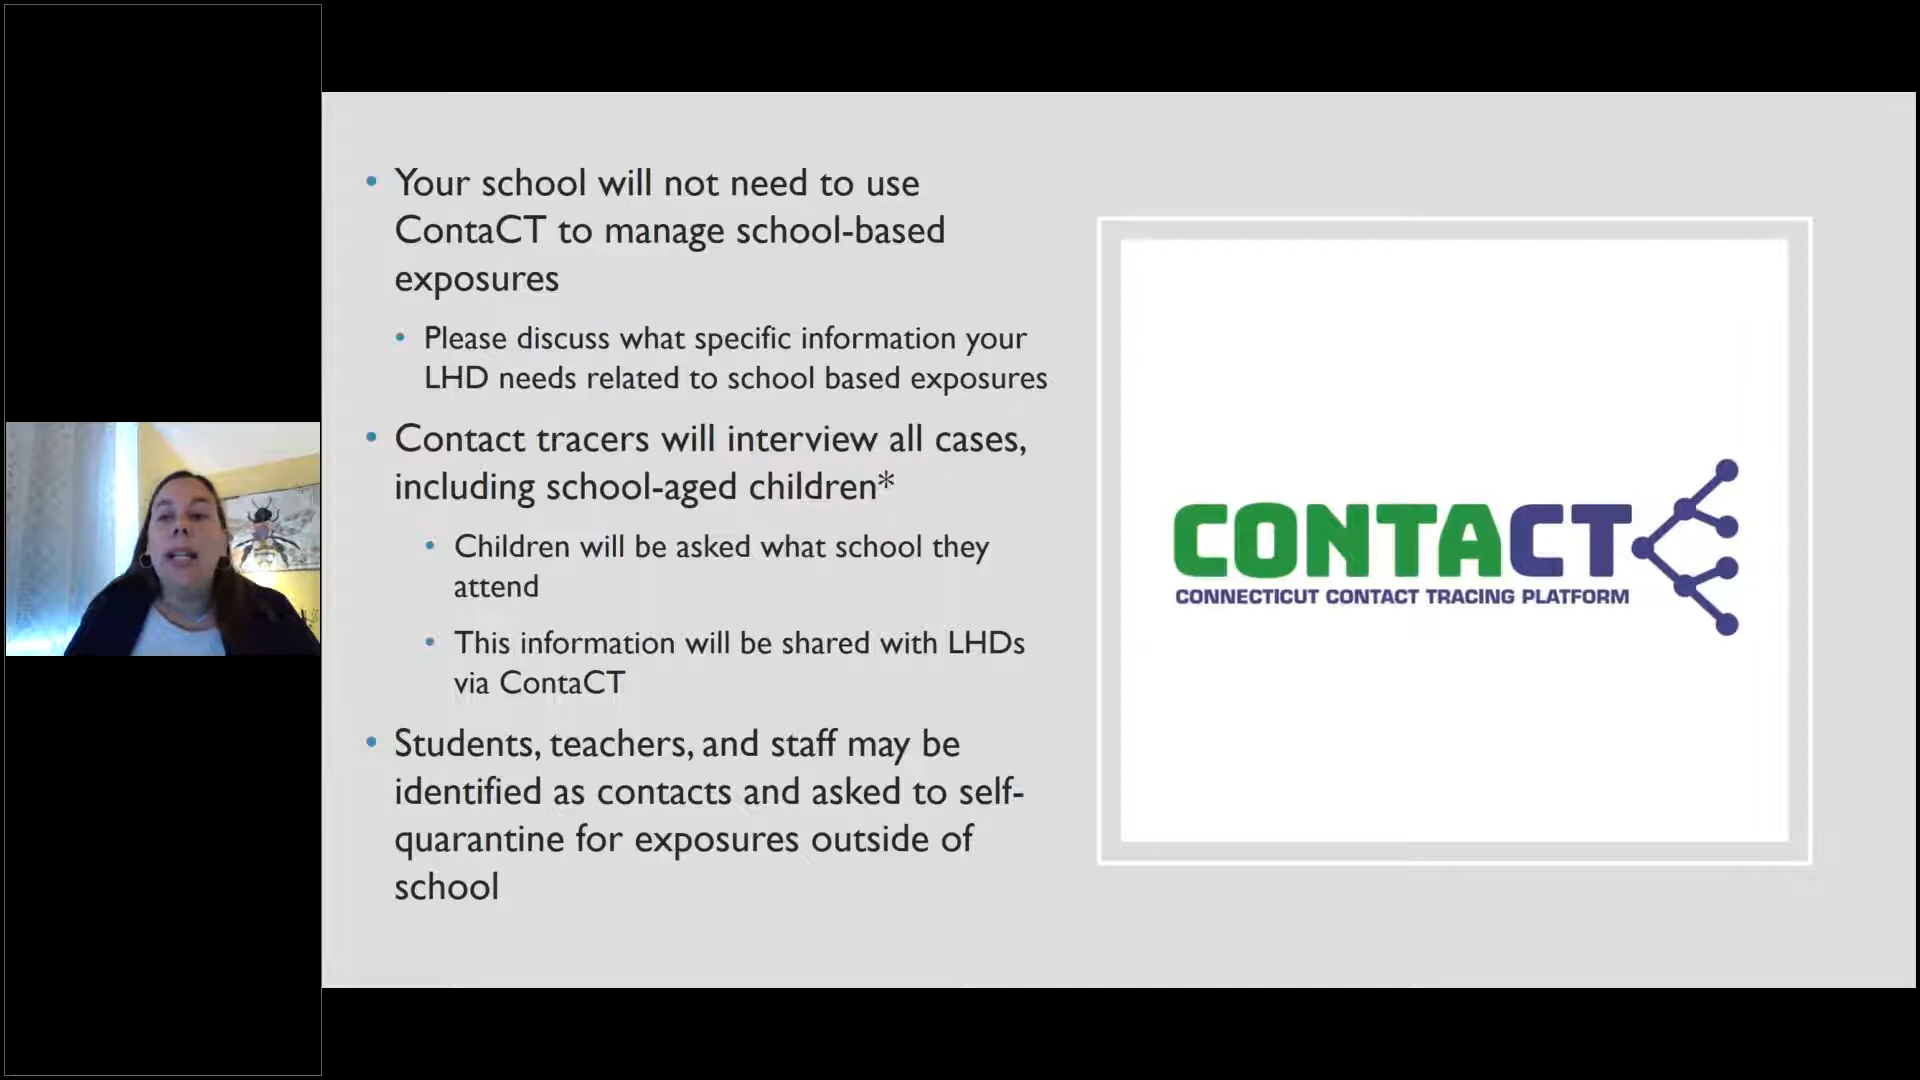 Your school will not need to use
ContaCT to manage school-based
exposures
Please discuss what specific information your
LHD needs related to school based exposures
Contact tracers will interview all cases,
including school-aged children*
Children will be asked what school they
attend
This information will be shared with LHDs
via ContaCT
Students, teachers, and staff may be
identified as contacts and asked to self-
quarantine for exposures outside of
school
CONTACT
CONNECTICUT CONTACT TRACING PLATFORM